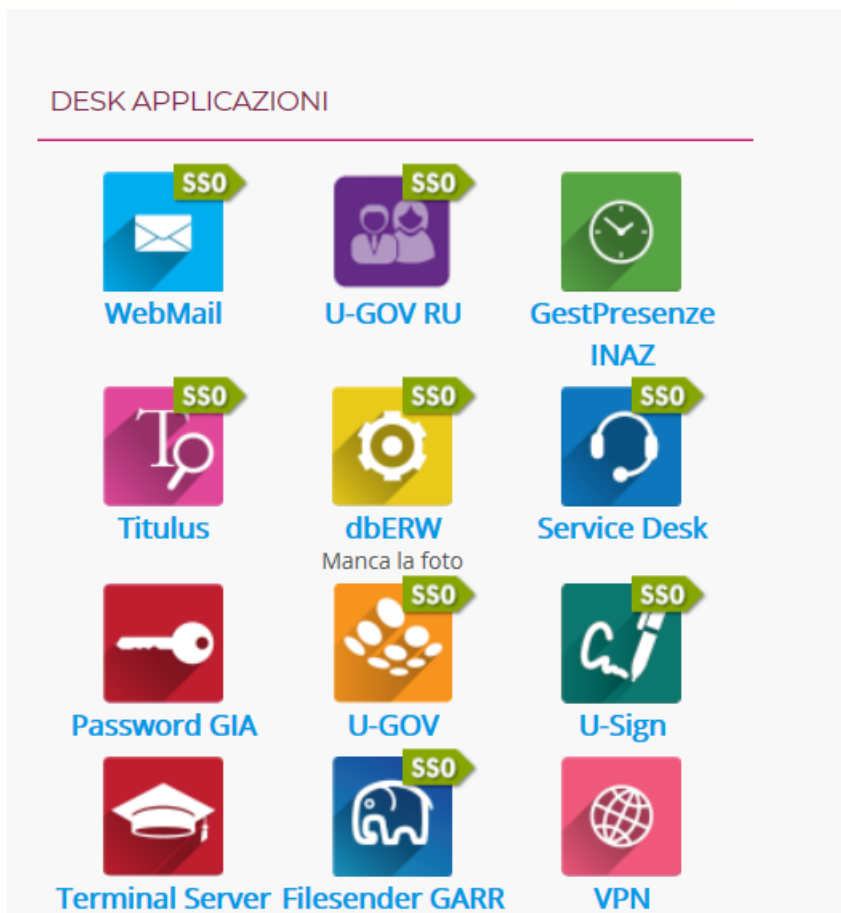 DESK APPLICAZIONI
SSO SSO
WebMail U-GOV RU GestPresenze
INAZ
SSO SSO SSO
T
Titulus dbERW Service Desk
Manca la foto
SSO SSO
Password GIA U-GOV U-Sign
SSO
Terminal Server Filesender GARR VPN